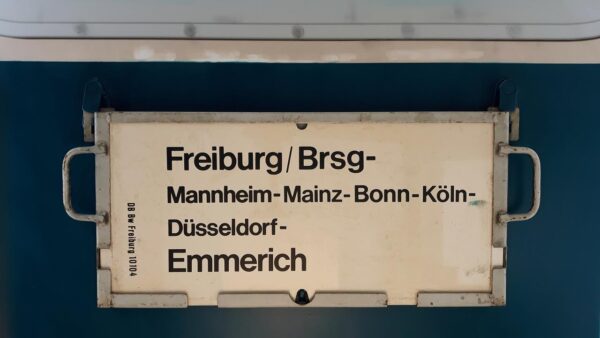 Freiburg/Brsg-
Mannheim-Mainz-Bonn-Köln-
Düsseldorf-
Emmerich
DB Bw Freiburg 10104